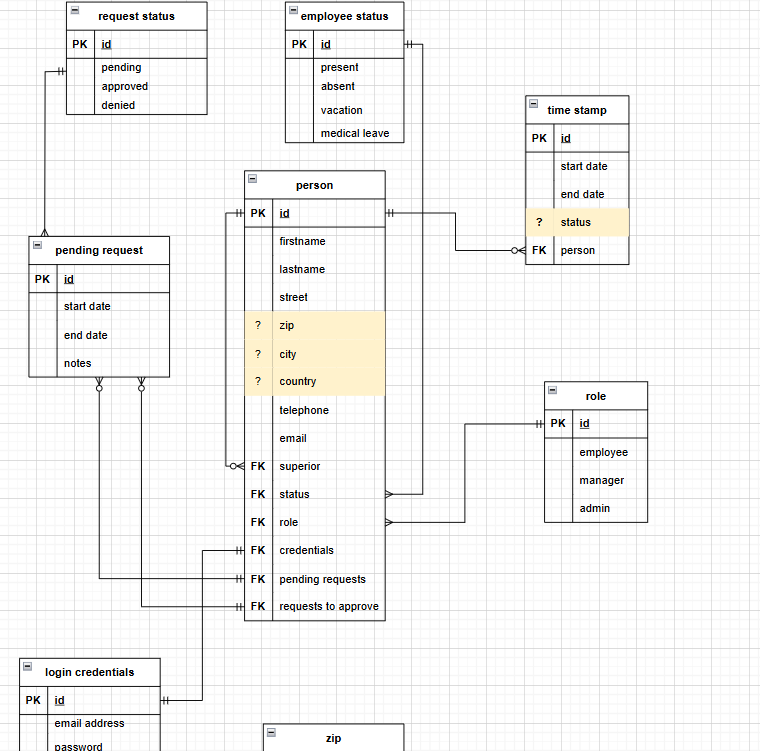 request status
PK id
pending
approved
denied
employee status
PK id
present
absent
vacation
medical leave
time stamp
PK id
start date
end date
? status
FK person
person
PK id
firstname
lastname
street
? zip
? city
? country
telephone
email
FK superior
FK status
FK role
FK credentials
FK pending requests
FK requests to approve
pending request
PK id
start date
end date
notes
role
PK id
employee
manager
admin
login credentials
PK id
email address
password
zip